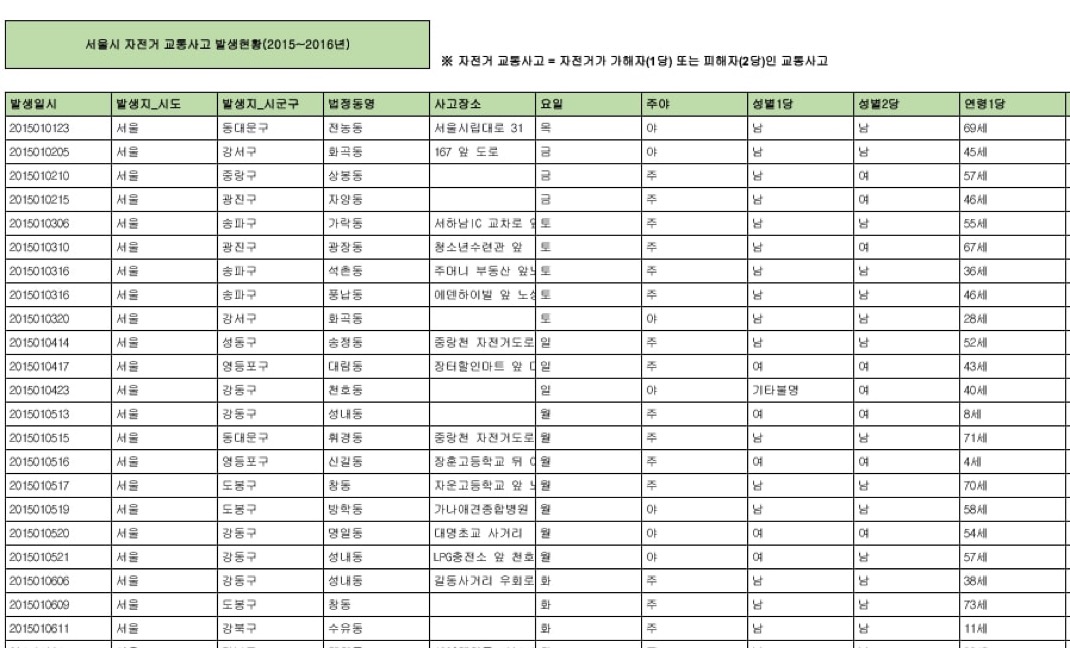 서울시 자전거 교통사고 발생현황(2015~2016년)
※ 자전거 교통사고 = 자전거가 가해자(1당) 또는 피해자(2당)인 교통사고
발생일시 발생지_시도 발생지_시군구 법정동명 사고장소 요일 주야 성별1당 성별2당 연령1당
2015010123 서울 동대문구 전농동 서울시립대로 31 목 야 남 남 69세
2015010205 서울 강서구 화곡동 167 앞 도로 금 야 남 남 45세
2015010210 서울 중랑구 상봉동 금 주 남 여 57세
2015010215 서울 광진구 자양동 금 주 남 여 46세
2015010306 서울 송파구 가락동 서하남IC 교차로 토 주 남 남 55세
2015010310 서울 광진구 광장동 청소년수련관 앞 토 주 남 여 67세
2015010316 서울 송파구 석촌동 주머니 부동산 앞 토 주 남 남 36세
2015010316 서울 송파구 풍납동 에덴하이빌 앞 토 주 남 남 46세
2015010320 서울 강서구 화곡동 토 야 남 남 28세
2015010414 서울 성동구 송정동 중랑천 자전거도로 일 주 남 남 52세
2015010417 서울 영등포구 대림동 장터할인마트 앞 일 주 여 여 43세
2015010423 서울 강동구 천호동 일 야 기타불명 여 40세
2015010513 서울 강동구 성내동 월 주 여 여 8세
2015010515 서울 동대문구 휘경동 중랑천 자전거도로 월 주 남 남 71세
2015010516 서울 영등포구 신길동 장훈고등학교 뒤 월 주 여 여 4세
2015010517 서울 도봉구 창동 자운고등학교 앞 월 주 남 남 70세
2015010519 서울 도봉구 방학동 가나애견종합병원 월 야 남 남 58세
2015010520 서울 강동구 명일동 대명초교 사거리 월 야 여 여 54세
2015010521 서울 강동구 성내동 LPG충전소 앞 천호 월 야 여 남 57세
2015010606 서울 강동구 성내동 길동사거리 우회로 화 주 남 남 38세
2015010609 서울 도봉구 창동 화 주 남 남 73세
2015010611 서울 강북구 수유동 화 주 남 남 11세